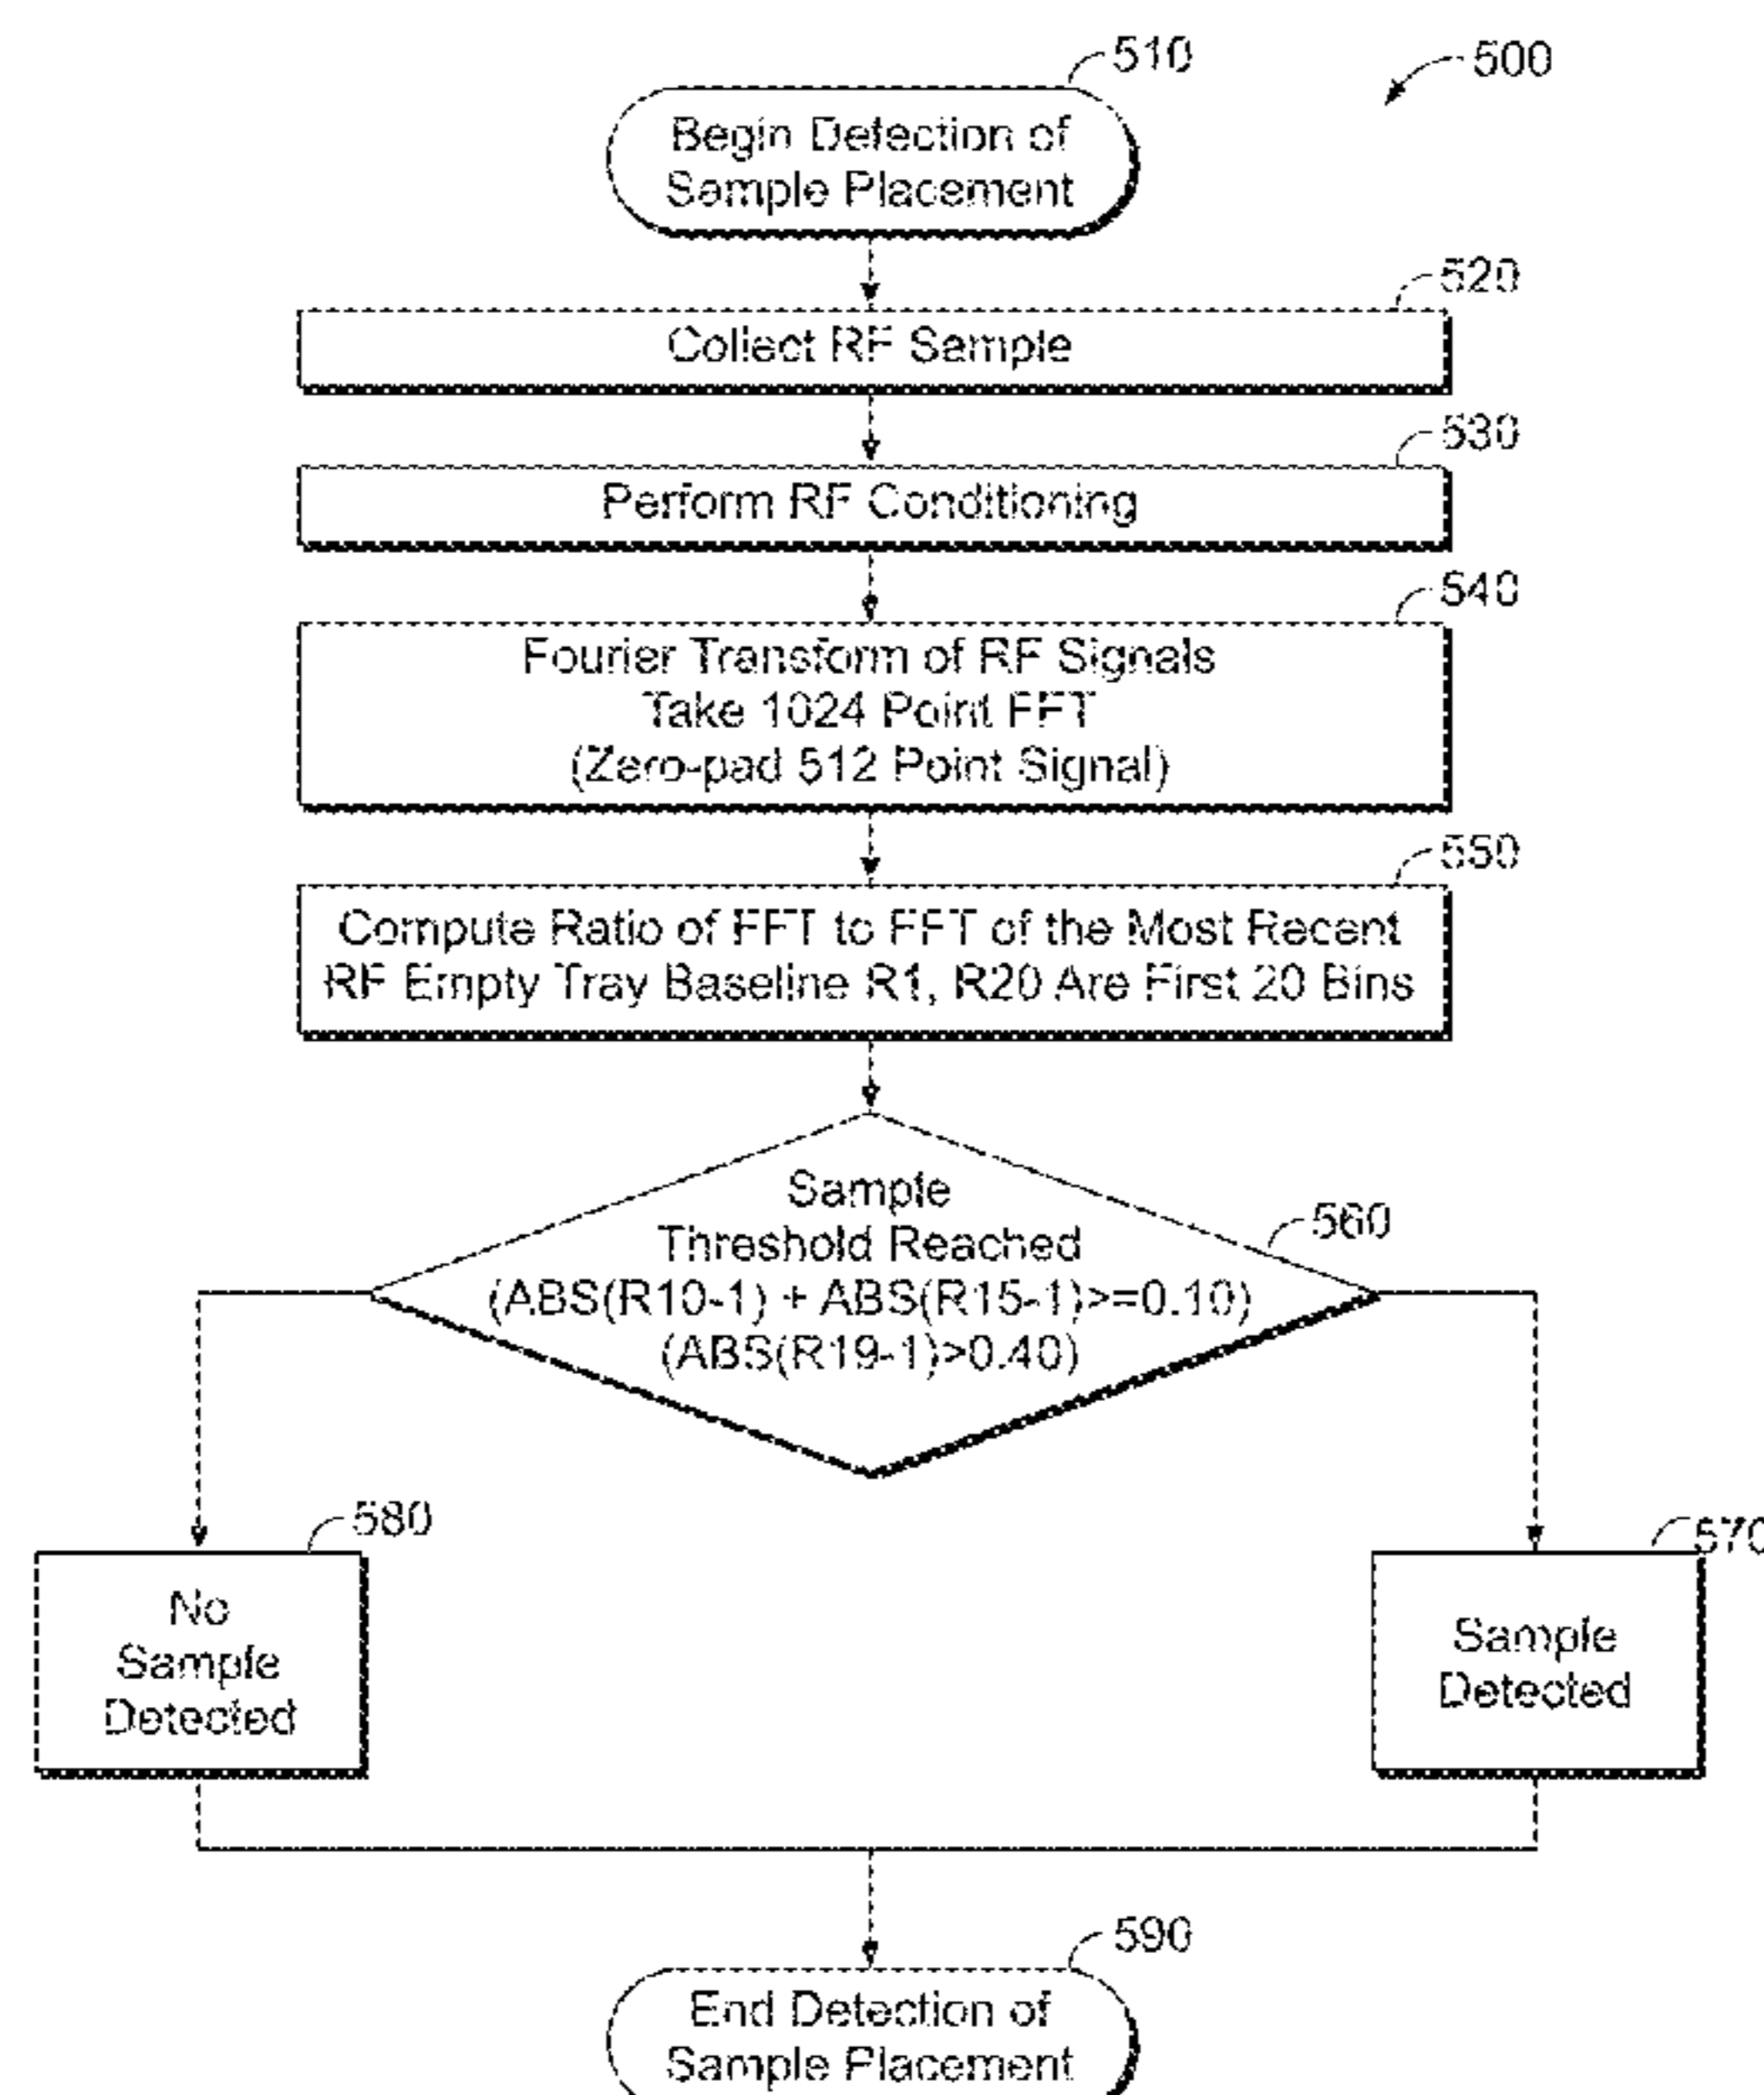 510
500
Begin Detection of
Sample Placement
520
Collect RF Sample
530
Perform RF Conditioning
540
Fourier Transform of RF Signals
Take 1024 Point FFT
(Zero-pad 512 Point Signal)
550
Compute Ratio of FFT to FFT of the Most Recent
RF Empty Tray Baseline R1, R20 Are First 20 Bins
Sample
Threshold Reached
(ABS(R10-1) + ABS(R15-1)>=0.10)
(ABS(R19-1)>0.40)
560
580
No
Sample
Detected
570
Sample
Detected
590
End Detection of
Sample Placement